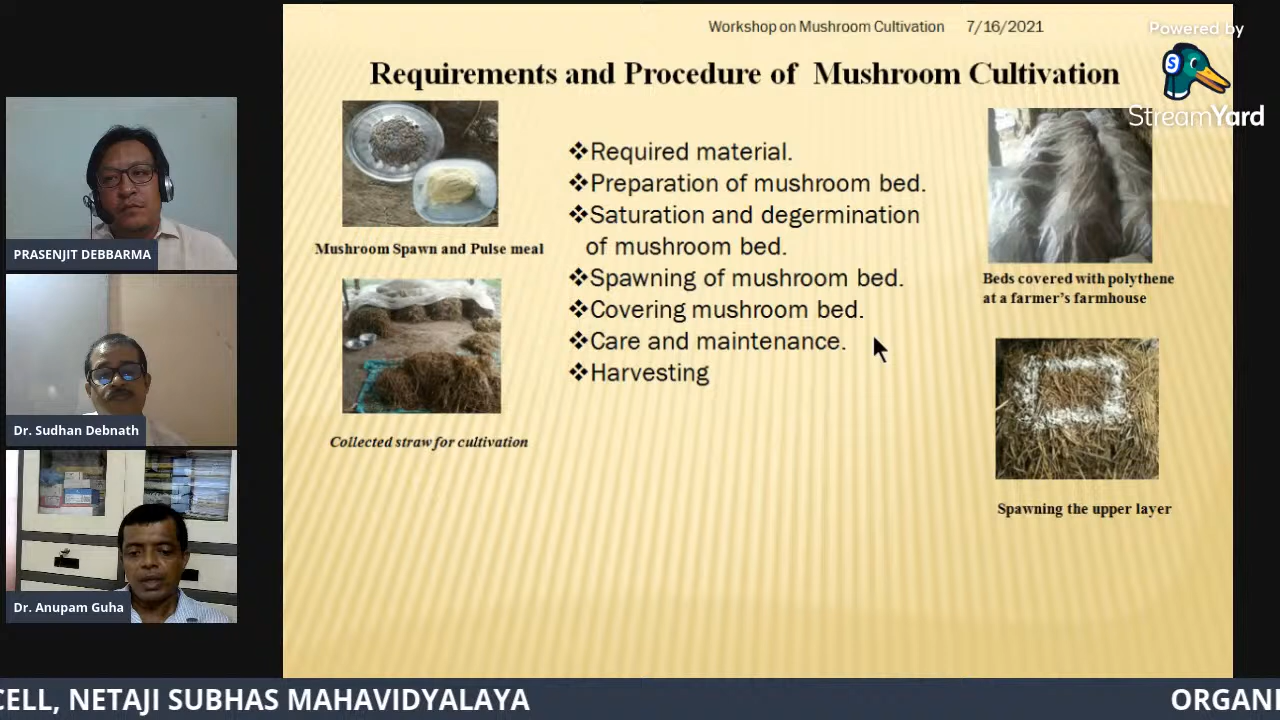 Workshop on Mushroom Cultivation 7/16/2021
Powered by
StreamYard
Requirements and Procedure of Mushroom Cultivation
❖Required material.
❖Preparation of mushroom bed.
❖Saturation and degermination
of mushroom bed.
❖Spawning of mushroom bed.
❖Covering mushroom bed.
❖Care and maintenance.
❖Harvesting
Mushroom Spawn and Pulse meal
Collected straw for cultivation
Beds covered with polythene
at a farmer's farmhouse
Spawning the upper layer
PRASENJIT DEBBARMA
Dr. Sudhan Debnath
Dr. Anupam Guha
CELL, NETAJI SUBHAS MAHAVIDYALAYA
ORGANI